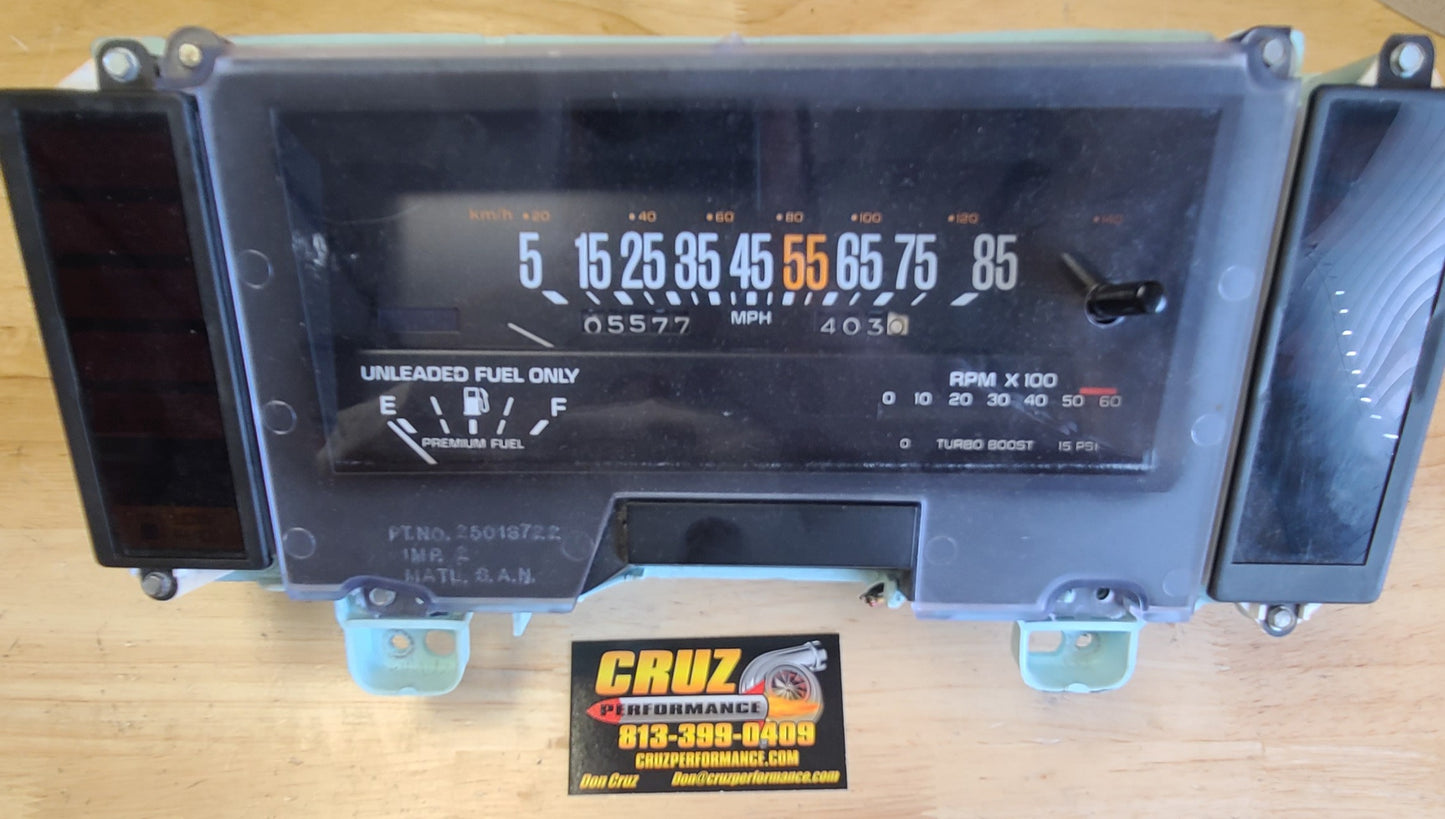 km/h •20 •40 •60 •80 •100 •120 •140
5 15 25 35 45 55 65 75 85
05577 MPH 4030
UNLEADED FUEL ONLY
E F
PREMIUM FUEL
RPM X 100
0 10 20 30 40 50 60
0 TURBO BOOST 15 PSI
PT.NO. 25018722
IMP. 2
MATL. S.A.N.
CRUZ
PERFORMANCE
813-399-0409
CRUZPERFORMANCE.COM
Don Cruz Don@cruzperformance.com